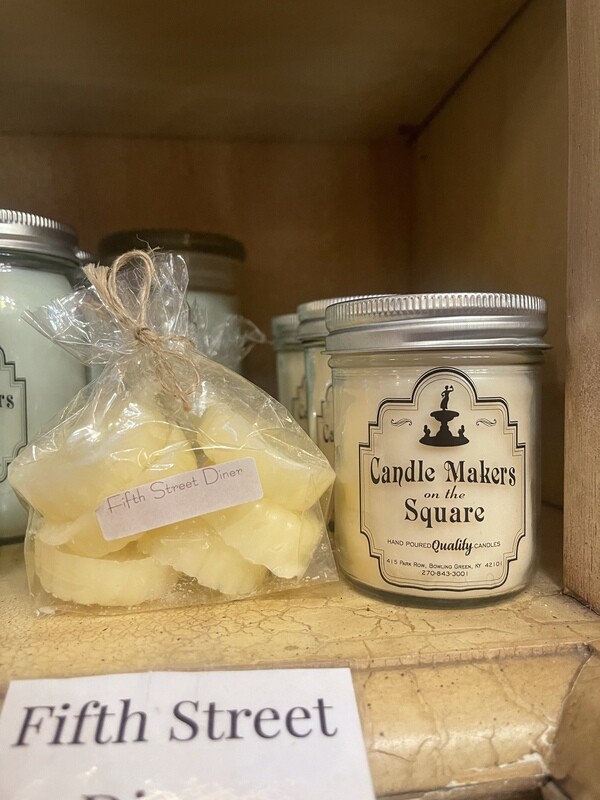 rs
Fifth Street Diner
Candle Makers
on the
Square
HAND POURED Quality CANDLES
415 PARK ROW, BOWLING GREEN, KY 42101
270-843-3001
Fifth Street